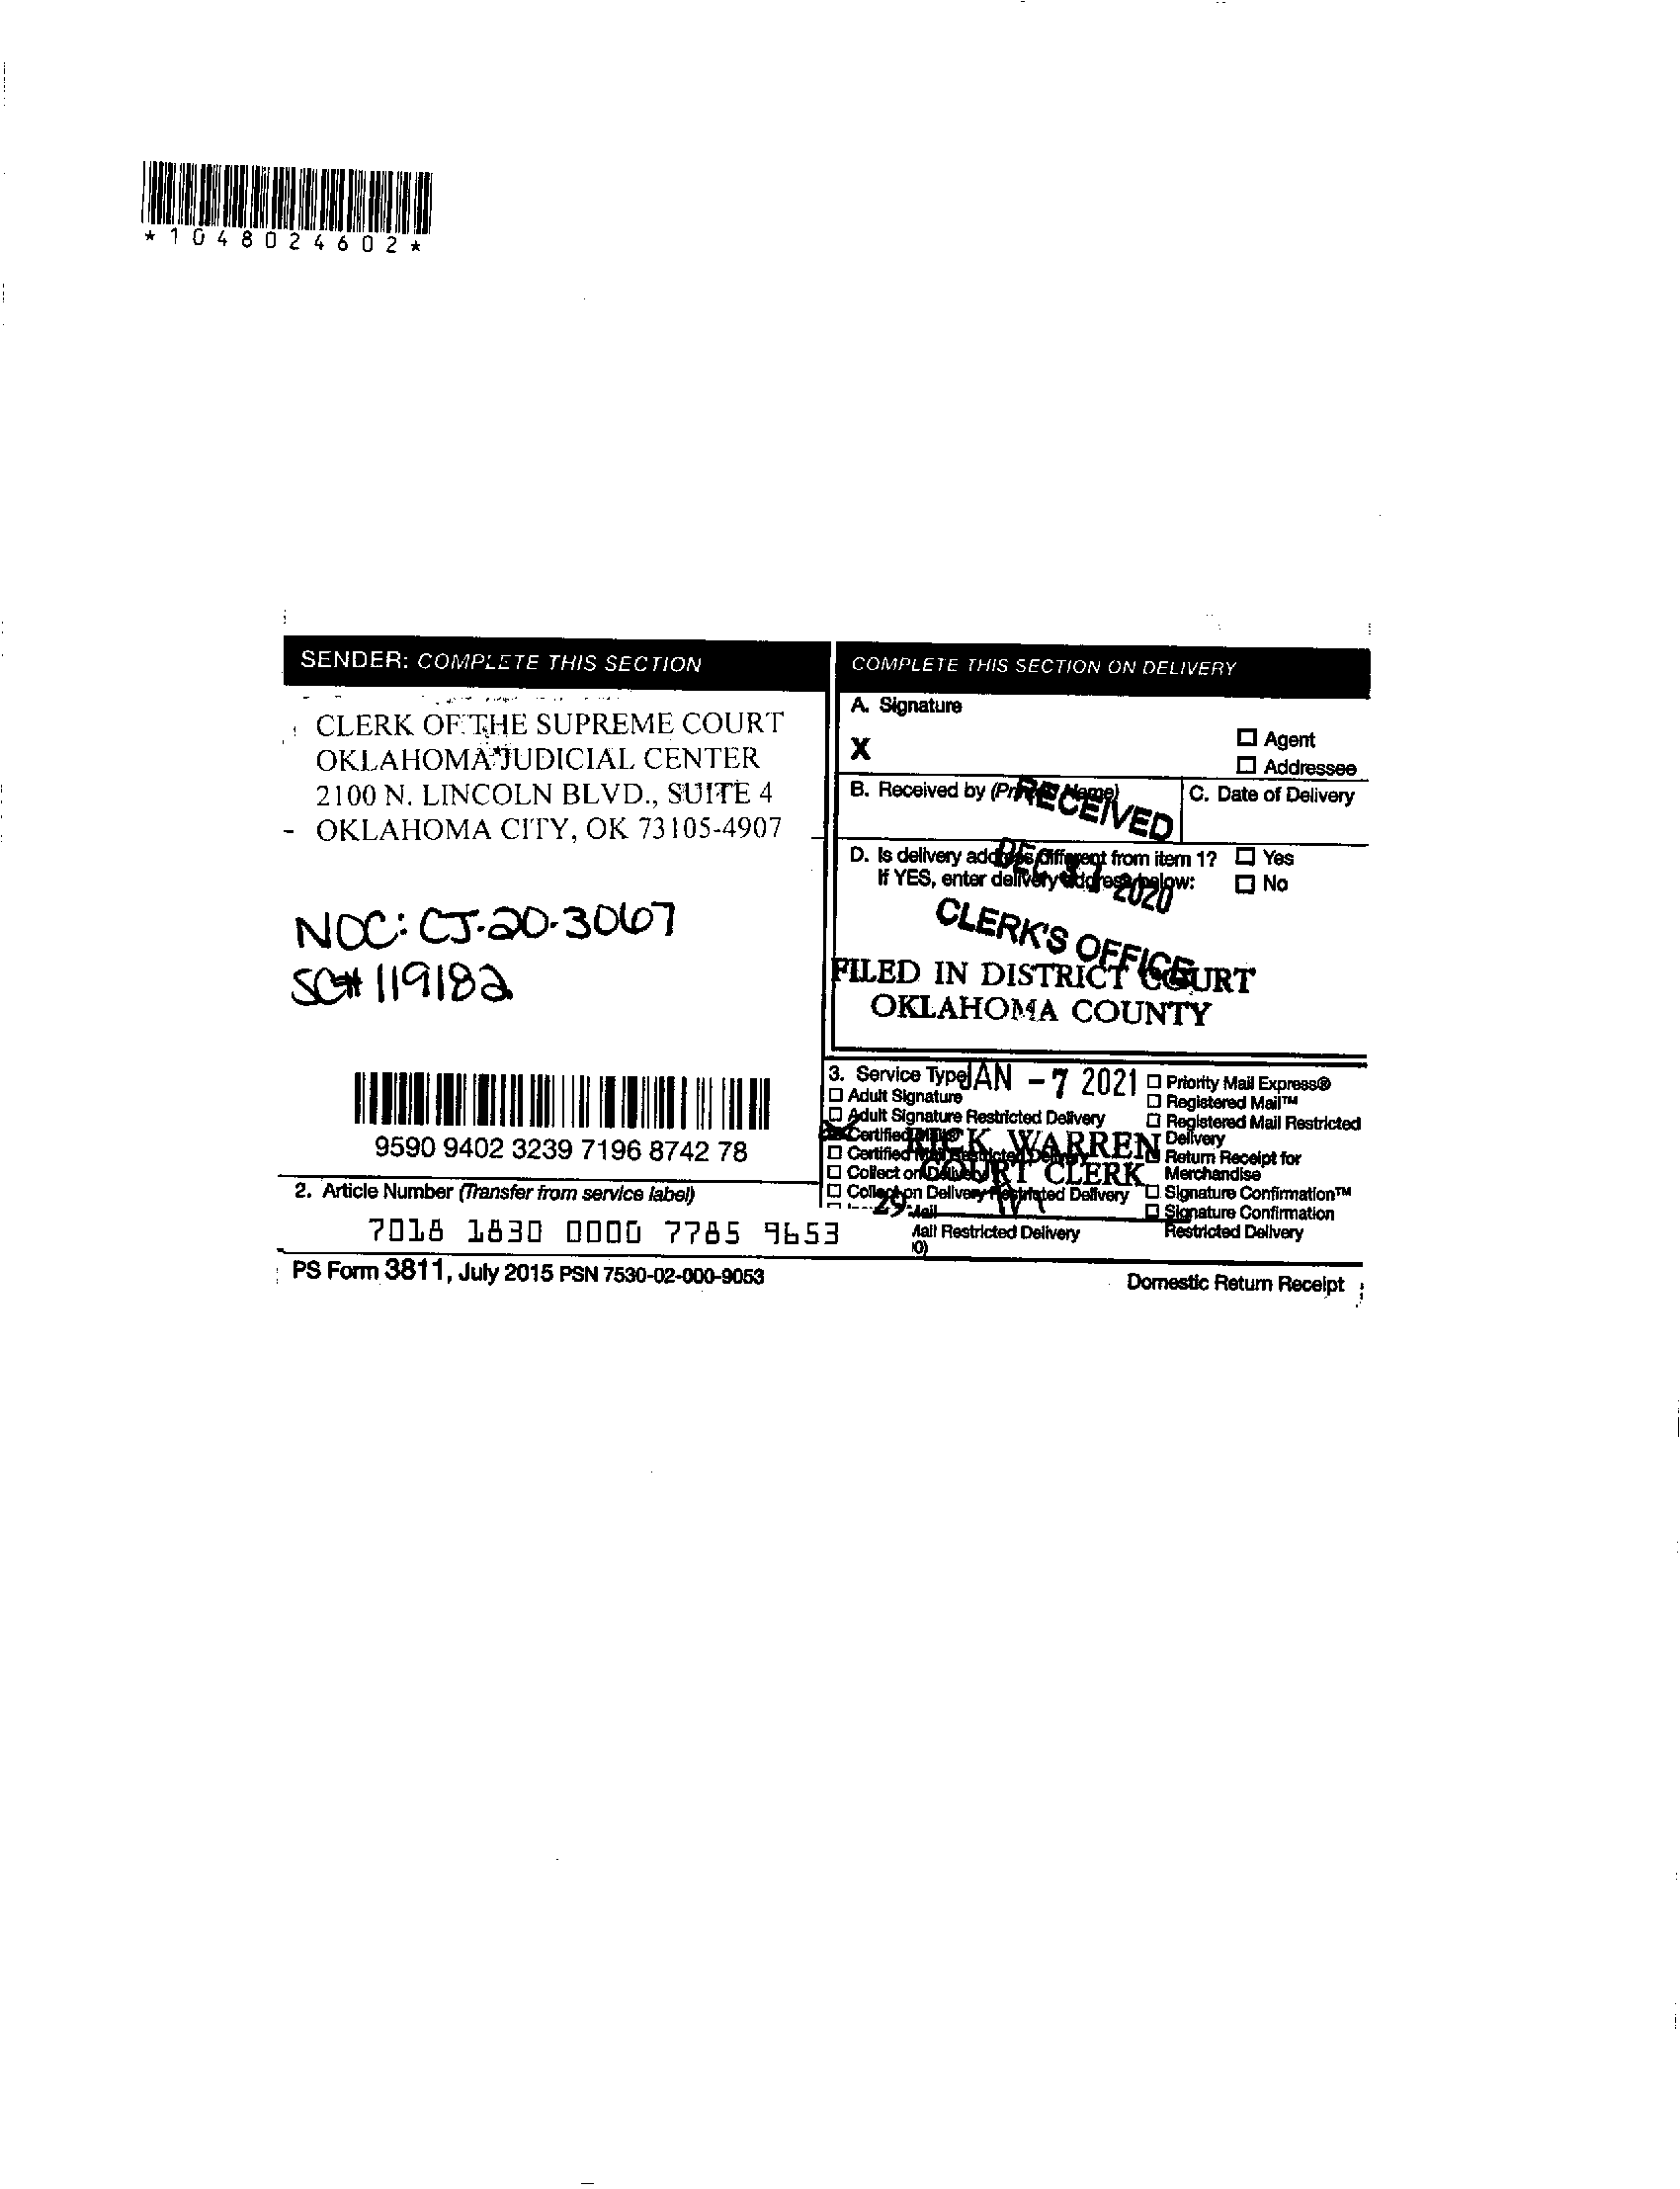 *1048024602*
SENDER: COMPLETE THIS SECTION
CLERK OF THE SUPREME COURT
OKLAHOMA JUDICIAL CENTER
2100 N. LINCOLN BLVD., SUITE 4
OKLAHOMA CITY, OK 73105-4907
NOC: CJ-20-3067
SC# 119182
9590 9402 3239 7196 8742 78
2. Article Number (Transfer from service label)
7018 1830 0000 7785 9653
PS Form 3811, July 2015 PSN 7530-02-000-9053
COMPLETE THIS SECTION ON DELIVERY
A. Signature
X
Agent
Addressee
B. Received by (Name)
C. Date of Delivery
RECEIVED
D. Is delivery address different from item 1? Yes
If YES, enter delivery address below: No
DEC 31 2020
CLERK'S OFFICE
FILED IN DISTRICT COURT
OKLAHOMA COUNTY
JAN - 7 2021
RICK WARREN
COURT CLERK
29
3. Service Type
Adult Signature
Adult Signature Restricted Delivery
Certified Mail®
Certified Mail Restricted Delivery
Collect on Delivery
Collect on Delivery Restricted Delivery
Mail
Mail Restricted Delivery
0)
Priority Mail Express®
Registered Mail™
Registered Mail Restricted
Delivery
Return Receipt for
Merchandise
Signature Confirmation™
Signature Confirmation
Restricted Delivery
Domestic Return Receipt